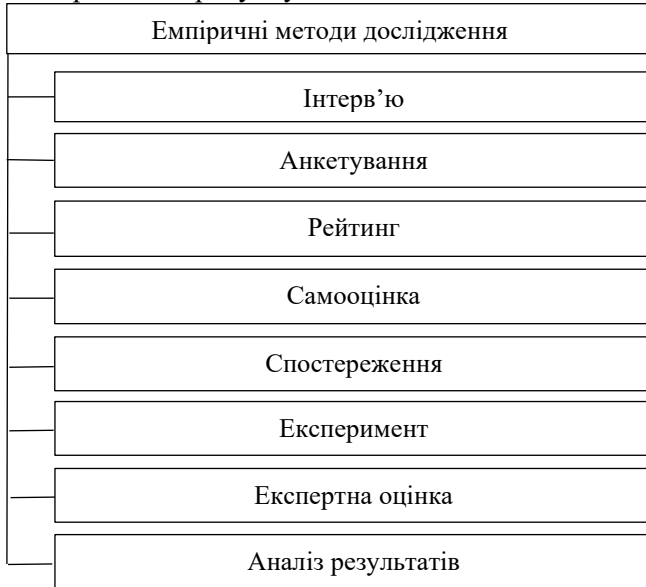 Емпіричні методи дослідження
Інтерв’ю
Анкетування
Рейтинг
Самооцінка
Спостереження
Експеримент
Експертна оцінка
Аналіз результатів